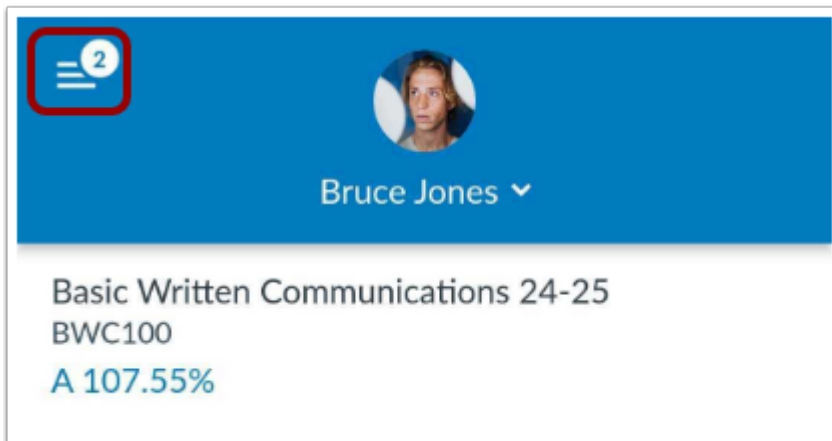 2
Bruce Jones
Basic Written Communications 24-25
BWC100
A 107.55%